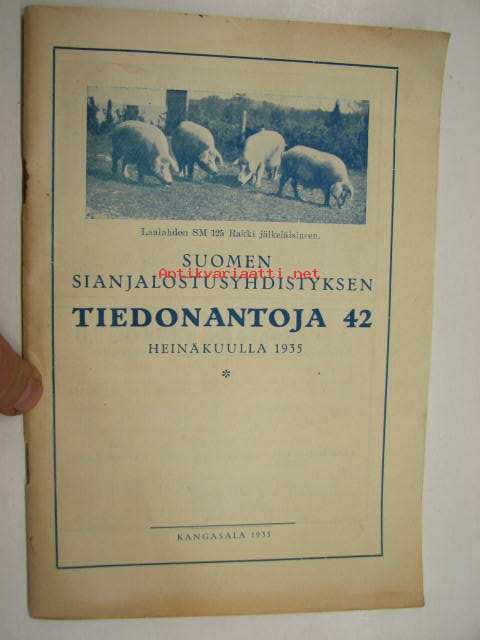 Laulahden SM 125 Raikki jälkeläisineen.
SUOMEN
SIANJALOSTUSYHDISTYKSEN
Antikvariaatti.net
TIEDONANTOJA 42
HEINÄKUULLA 1935
*
KANGASALA 1935